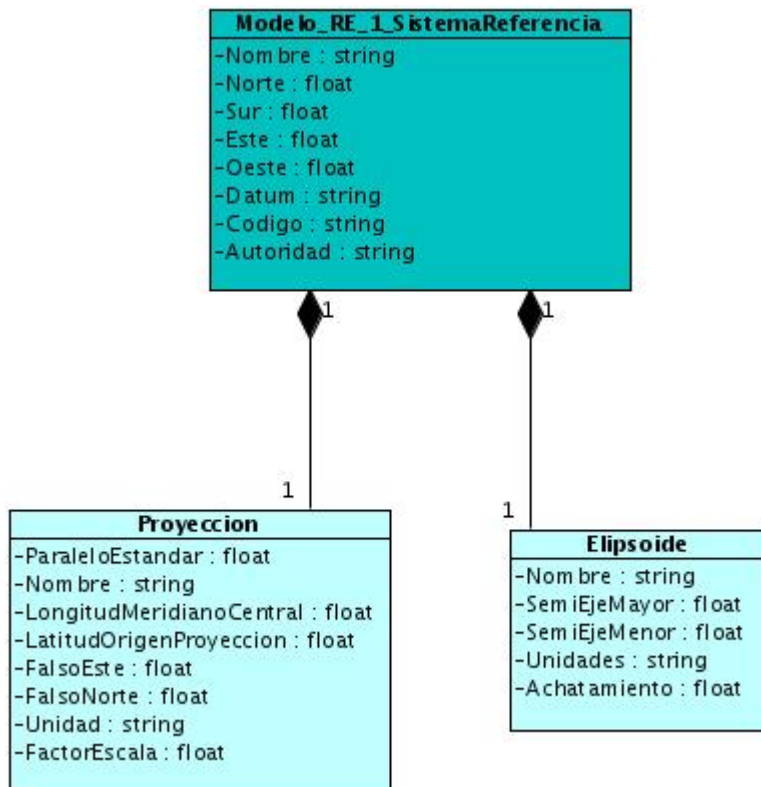 Modelo_RE_1_SistemaReferencia
-Nombre : string
-Norte : float
-Sur : float
-Este : float
-Oeste : float
-Datum : string
-Codigo : string
-Autoridad : string
1
1
1
1
Proyeccion
-ParaleloEstandar : float
-Nombre : string
-LongitudMeridianoCentral : float
-LatitudOrigenProyeccion : float
-FalsoEste : float
-FalsoNorte : float
-Unidad : string
-FactorEscala : float
Elipsoide
-Nombre : string
-SemiEjeMayor : float
-SemiEjeMenor : float
-Unidades : string
-Achatamiento : float